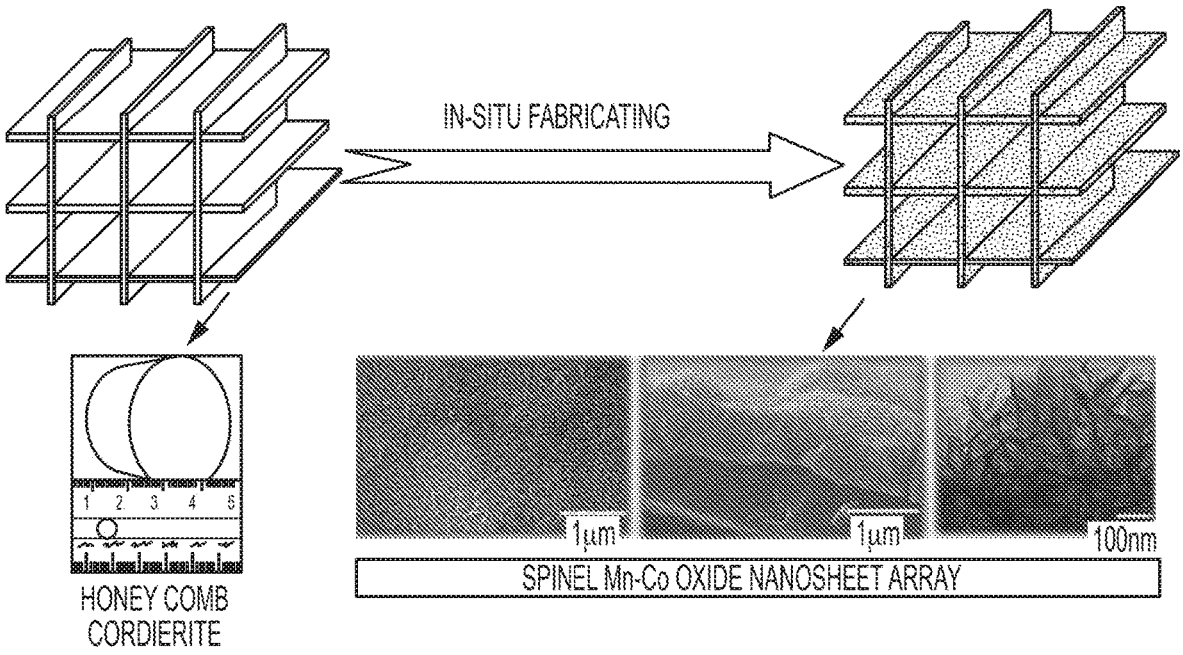 IN-SITU FABRICATING
1 2 3 4 5
1μm
1μm
100nm
SPINEL Mn-Co OXIDE NANOSHEET ARRAY
HONEY COMB
CORDIERITE